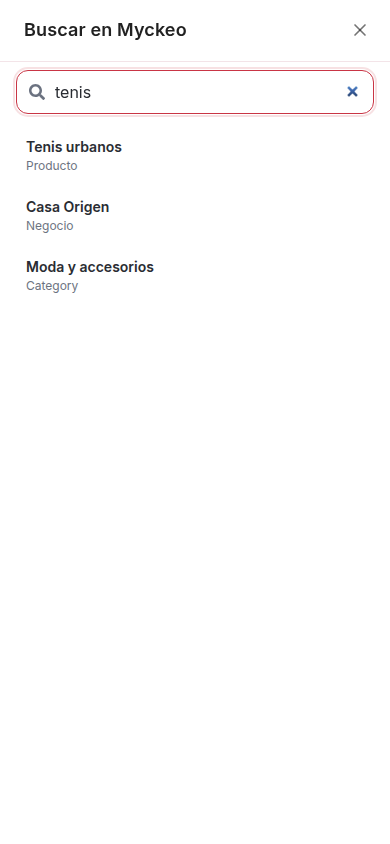 Buscar en Myckeo
tenis
Tenis urbanos
Producto
Casa Origen
Negocio
Moda y accesorios
Category